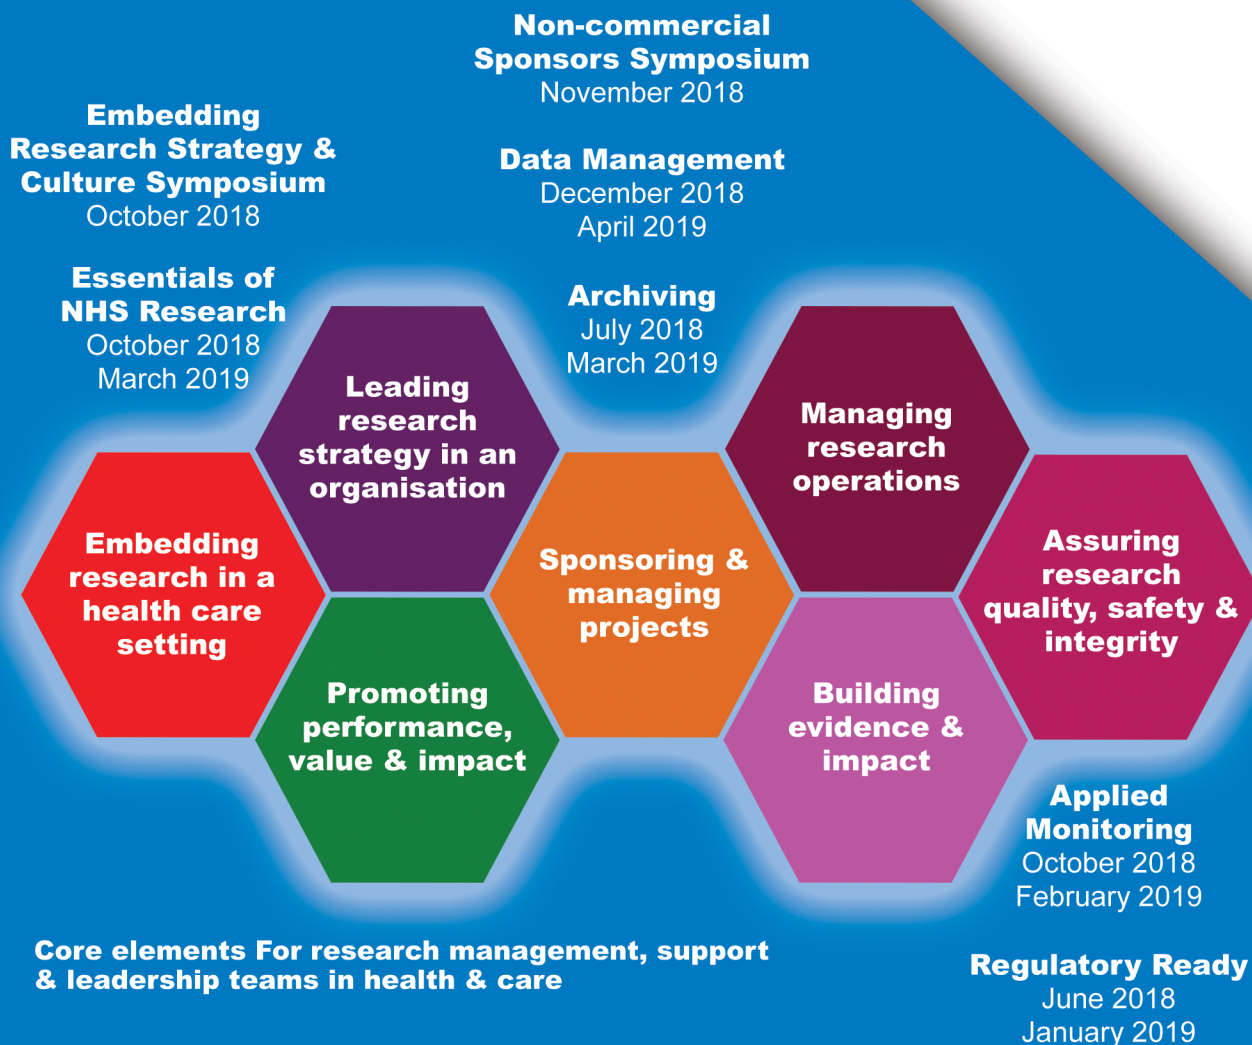 Non-commercial
Sponsors Symposium
November 2018
Embedding
Research Strategy &
Culture Symposium
October 2018
Data Management
December 2018
April 2019
Essentials of
NHS Research
October 2018
March 2019
Archiving
July 2018
March 2019
Leading
research
strategy in an
organisation
Managing
research
operations
Embedding
research in a
health care
setting
Sponsoring &
managing
projects
Assuring
research
quality, safety &
integrity
Promoting
performance,
value & impact
Building
evidence &
impact
Applied
Monitoring
October 2018
February 2019
Core elements For research management, support
& leadership teams in health & care
Regulatory Ready
June 2018
January 2019